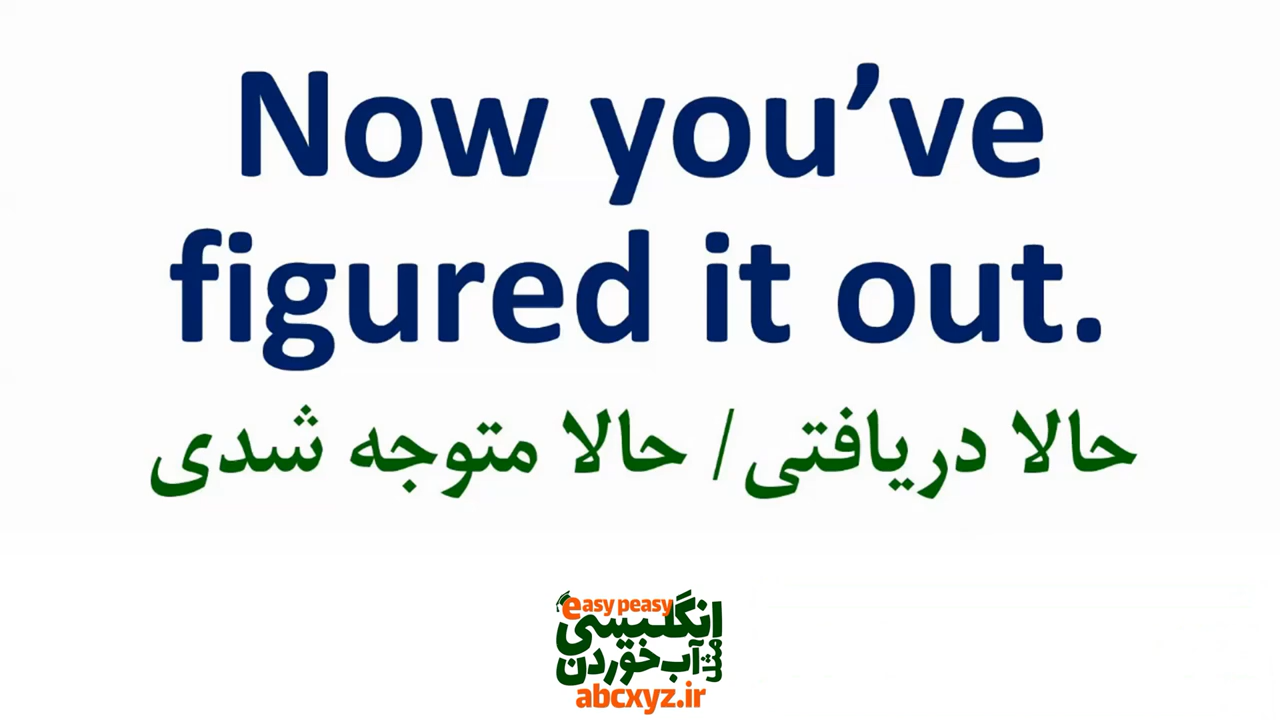 Now you’ve
figured it out.
حالا دریافتی / حالا متوجه شدی
easy peasy
انگلیسی
مثل آب خوردن
abcxyz.ir